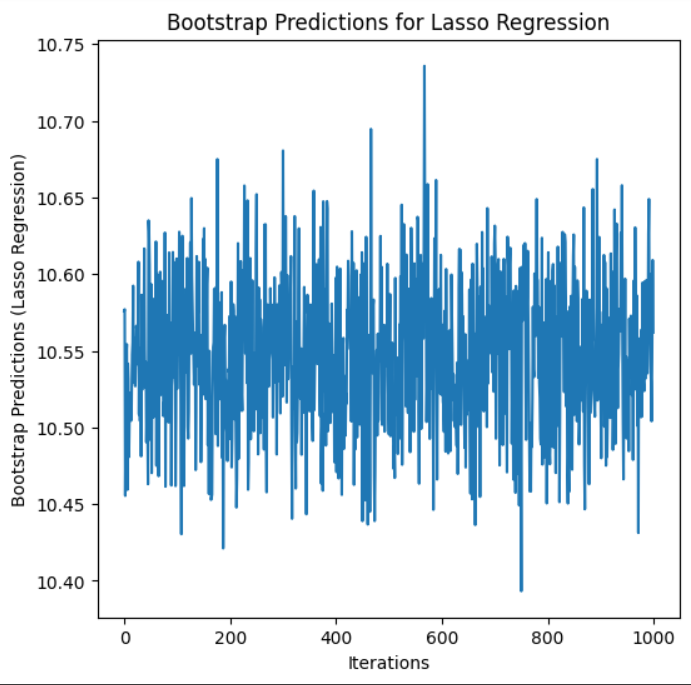 Bootstrap Predictions for Lasso Regression
Bootstrap Predictions (Lasso Regression)
10.75
10.70
10.65
10.60
10.55
10.50
10.45
10.40
0 200 400 600 800 1000
Iterations